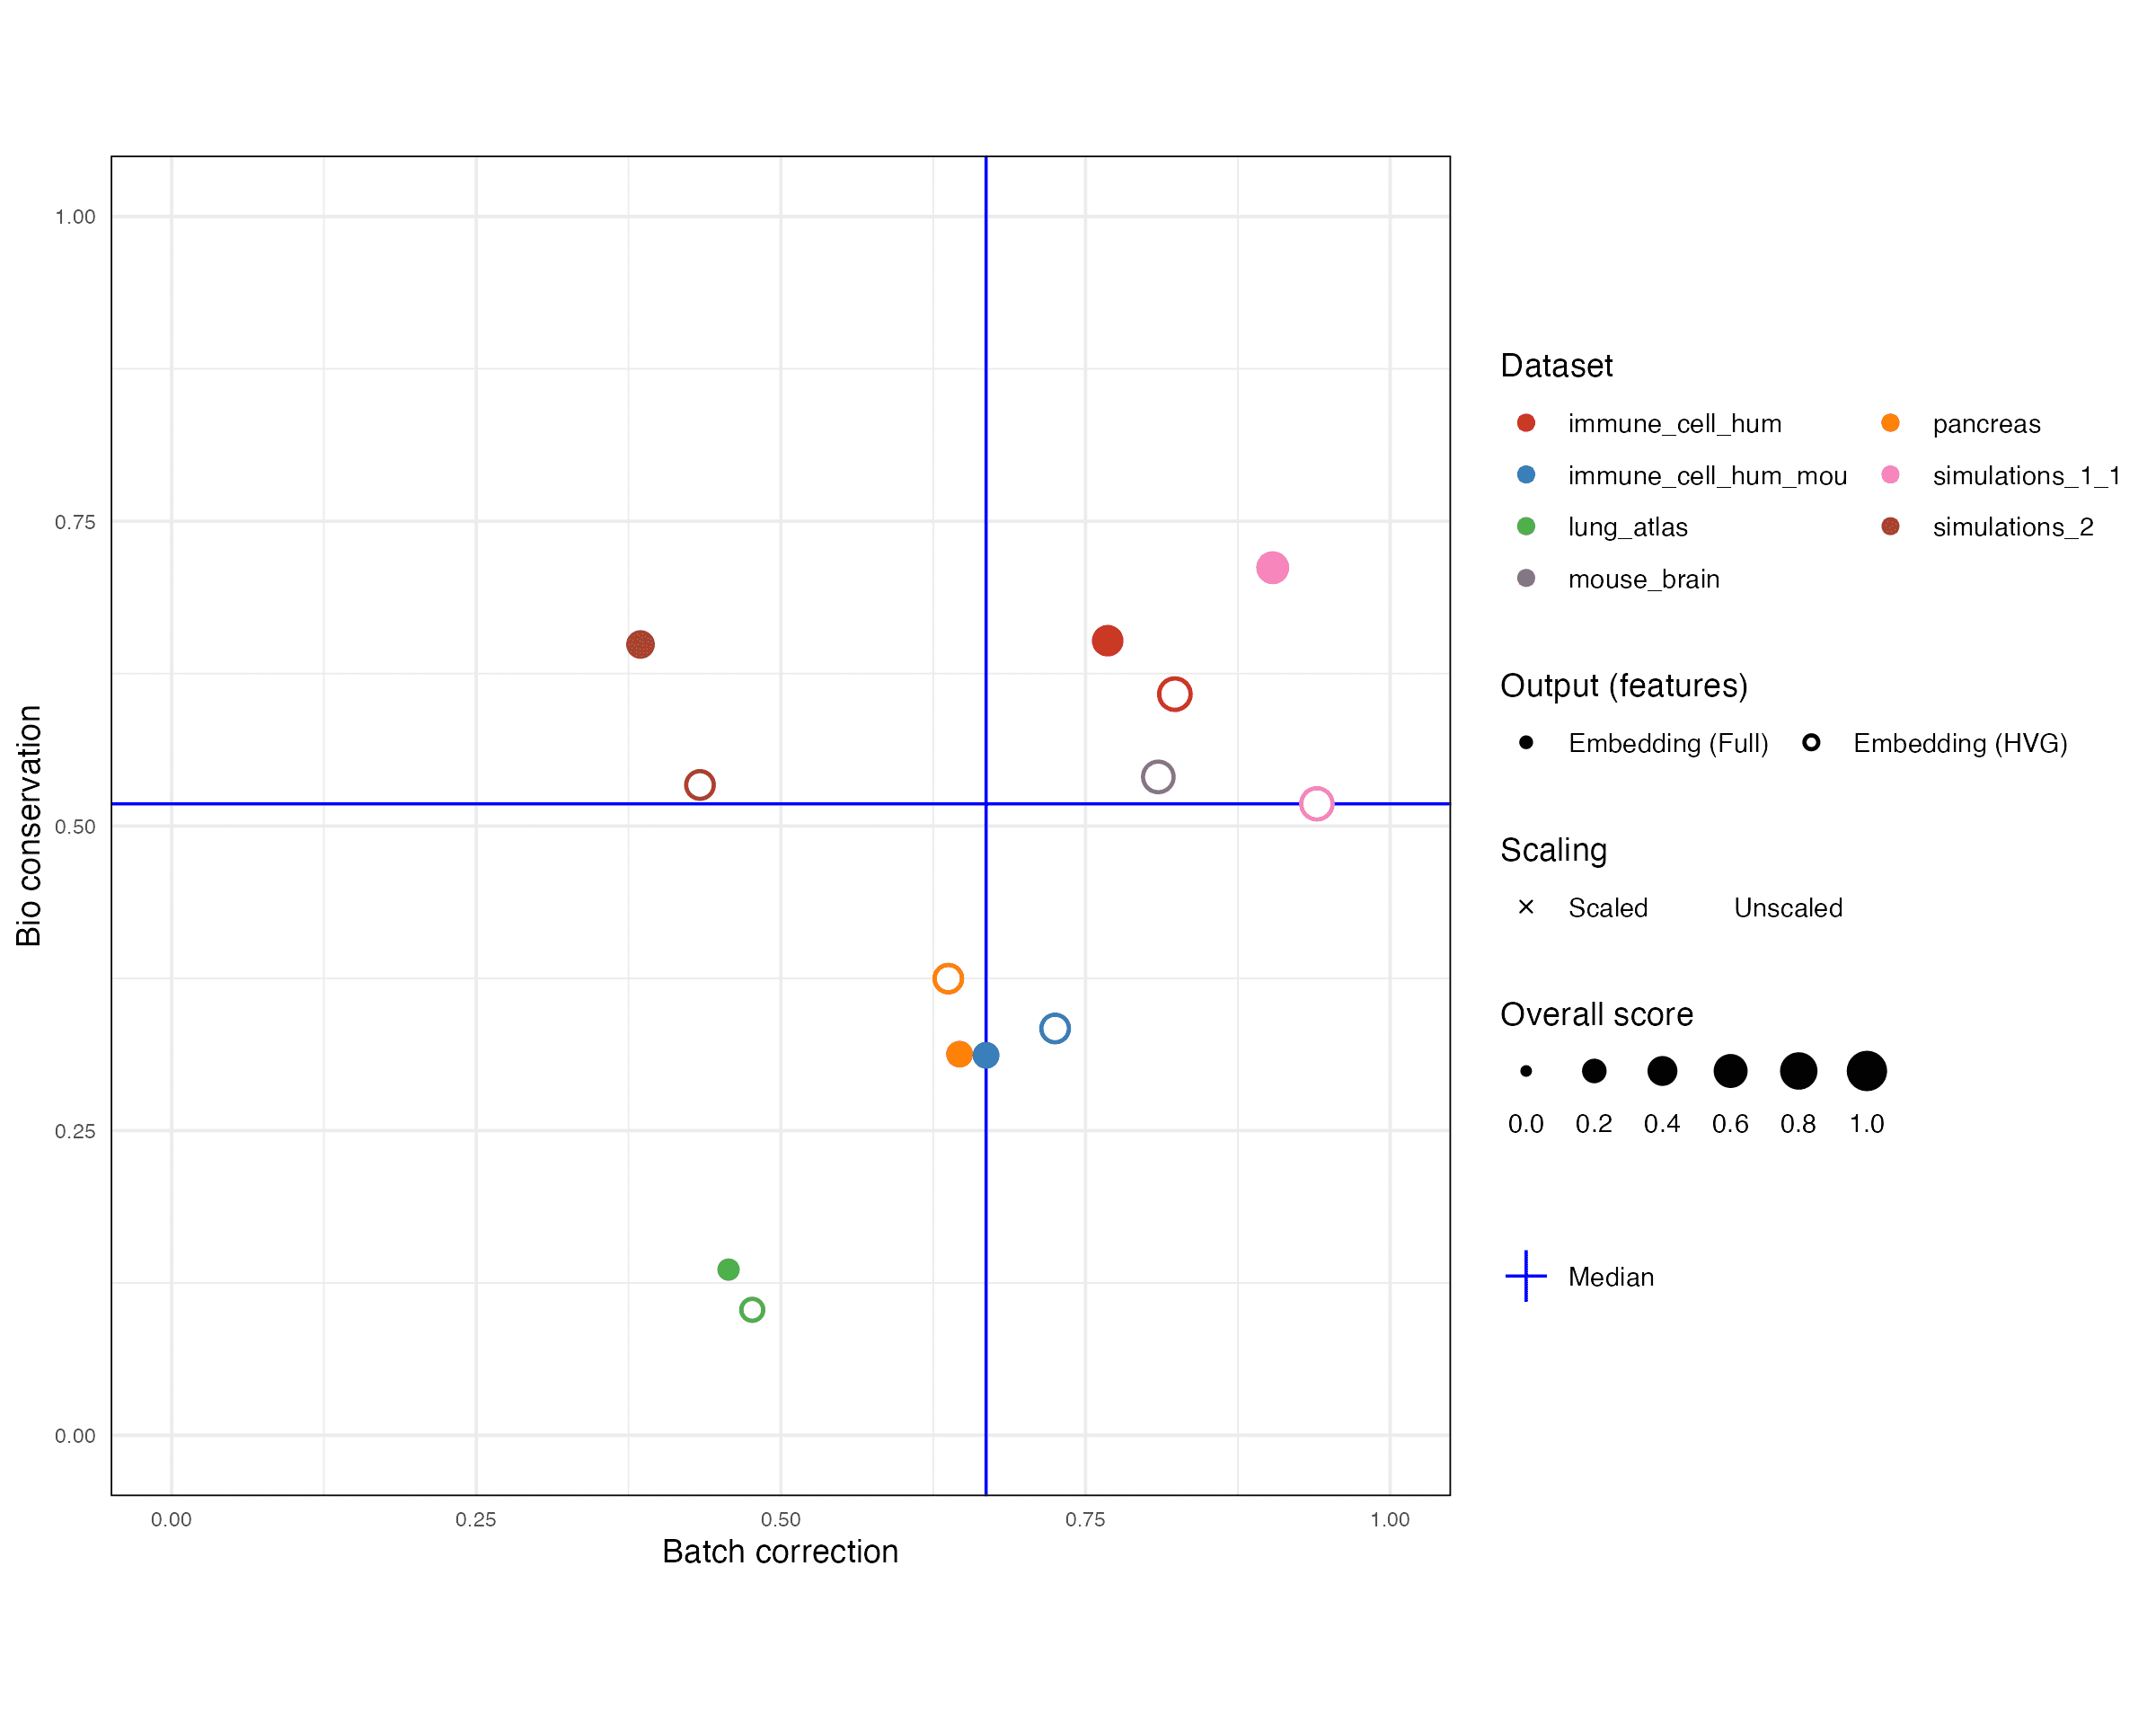 1.00
0.75
0.50
0.25
0.00
Bio conservation
0.00 0.25 0.50 0.75 1.00
Batch correction
Dataset
immune_cell_hum pancreas
immune_cell_hum_mou simulations_1_1
lung_atlas simulations_2
mouse_brain
Output (features)
Embedding (Full) Embedding (HVG)
Scaling
Scaled Unscaled
Overall score
0.0 0.2 0.4 0.6 0.8 1.0
Median